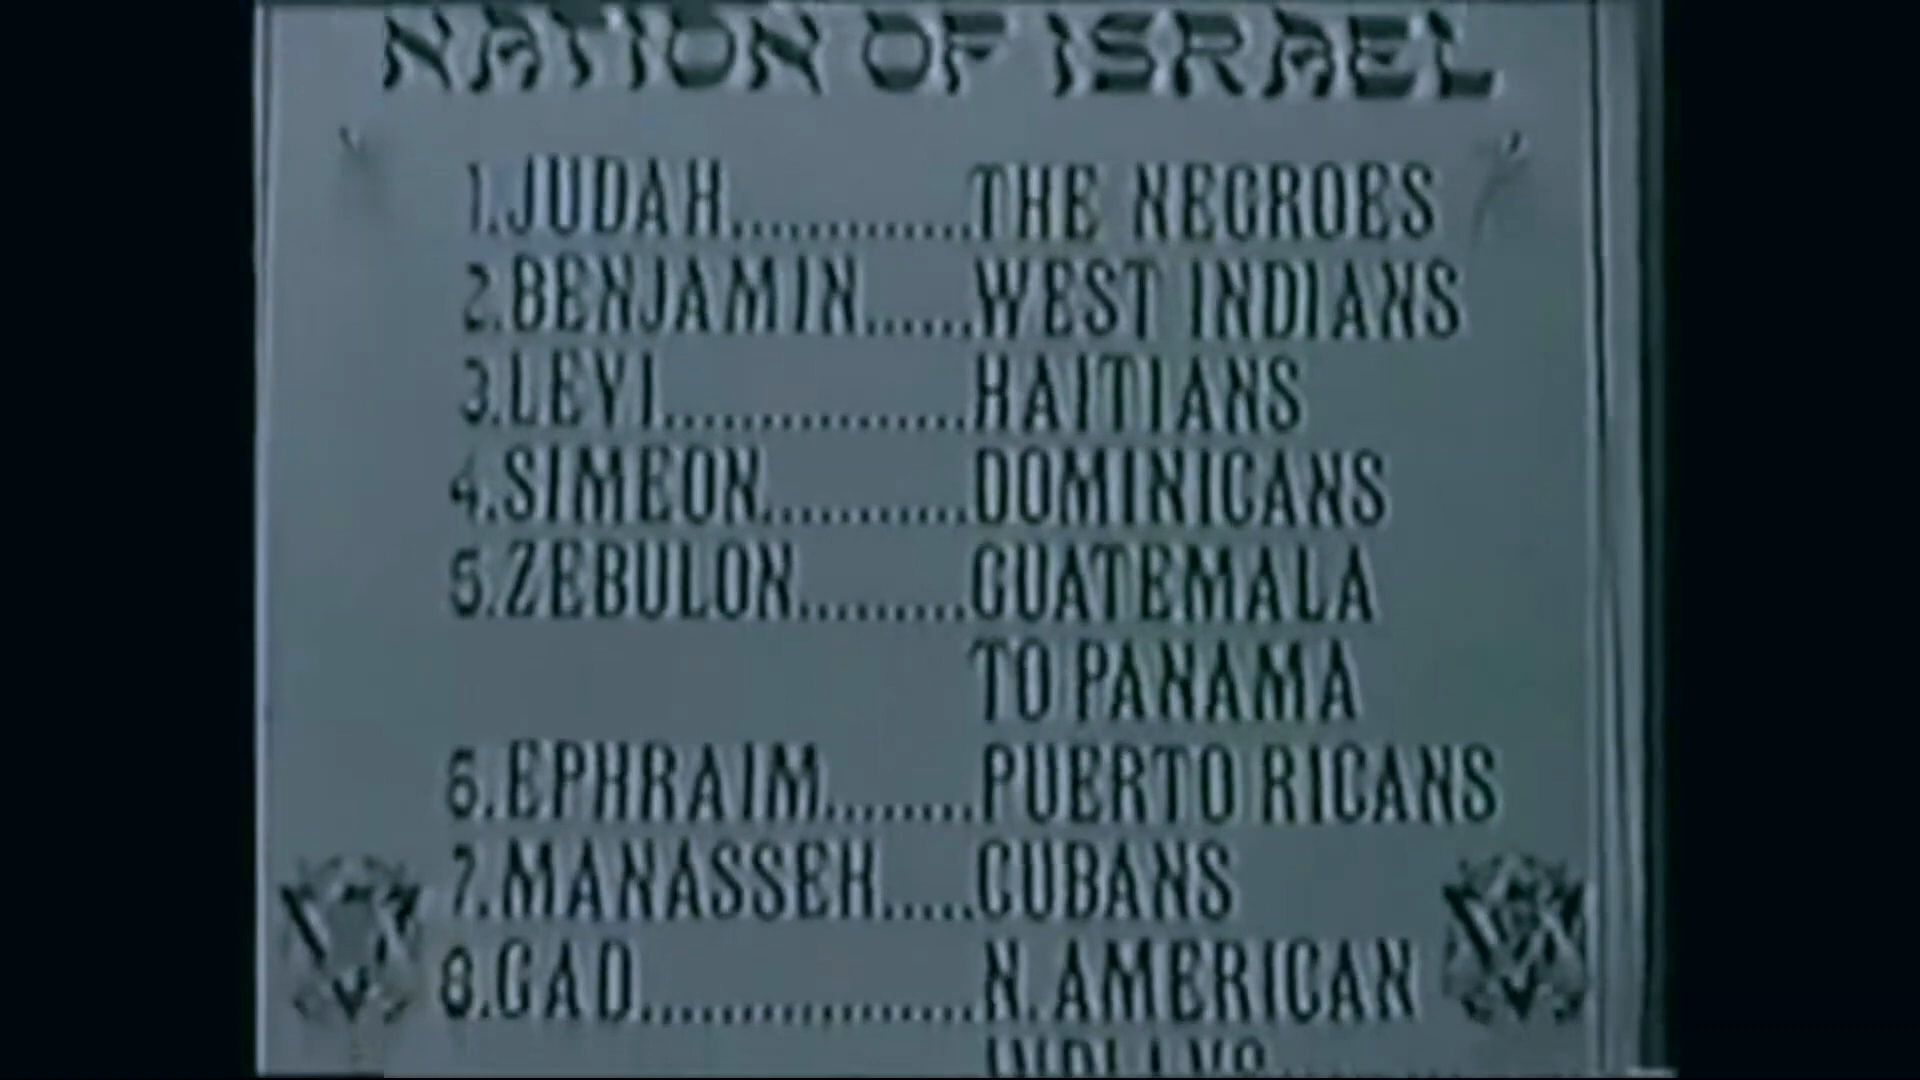 NATION OF ISRAEL
1.JUDAH.............THE NEGROES
2.BENJAMIN......WEST INDIANS
3.LEVI................HAITIANS
4.SIMEON...........DOMINICANS
5.ZEBULON.........GUATEMALA
TO PANAMA
6.EPHRAIM........PUERTO RICANS
7.MANASSEH.....CUBANS
8.GAD..................N.AMERICAN
INDIANS